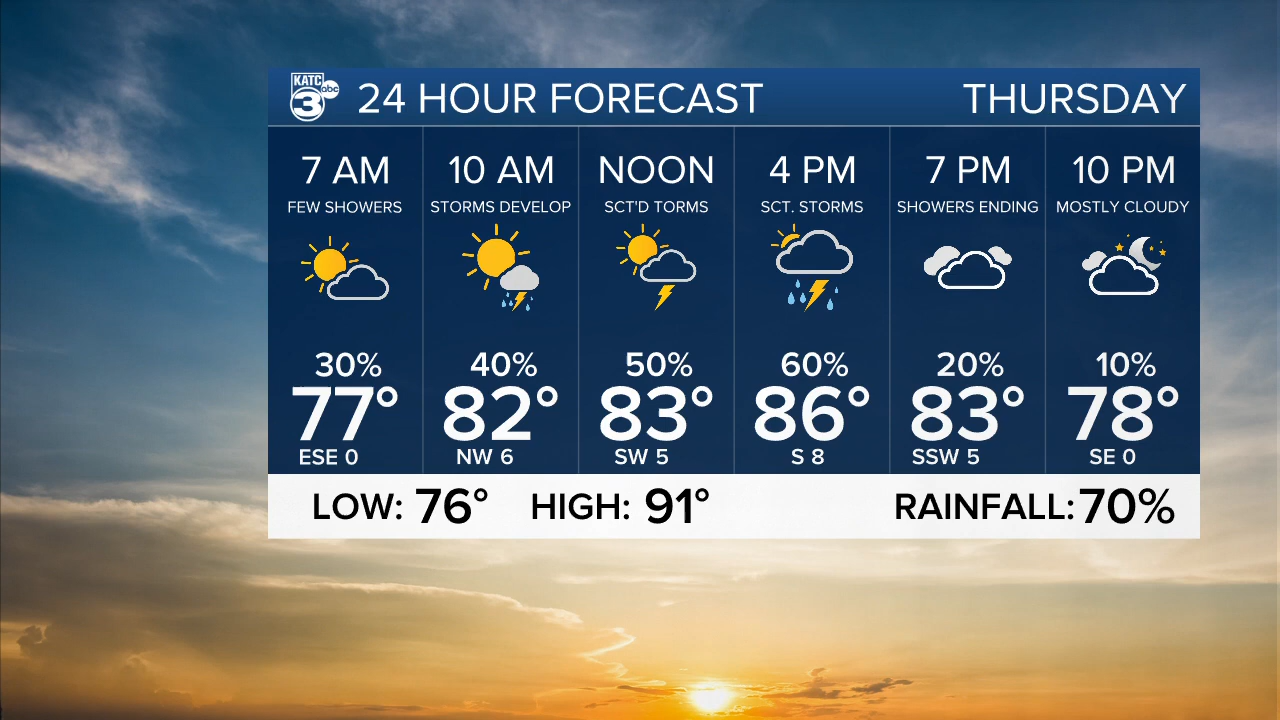 KATC
3
abc
24 HOUR FORECAST
THURSDAY
7 AM
FEW SHOWERS
30%
77°
ESE 0
10 AM
STORMS DEVELOP
40%
82°
NW 6
NOON
SCT'D TORMS
50%
83°
SW 5
4 PM
SCT. STORMS
60%
86°
S 8
7 PM
SHOWERS ENDING
20%
83°
SSW 5
10 PM
MOSTLY CLOUDY
10%
78°
SE 0
LOW: 76° HIGH: 91° RAINFALL: 70%